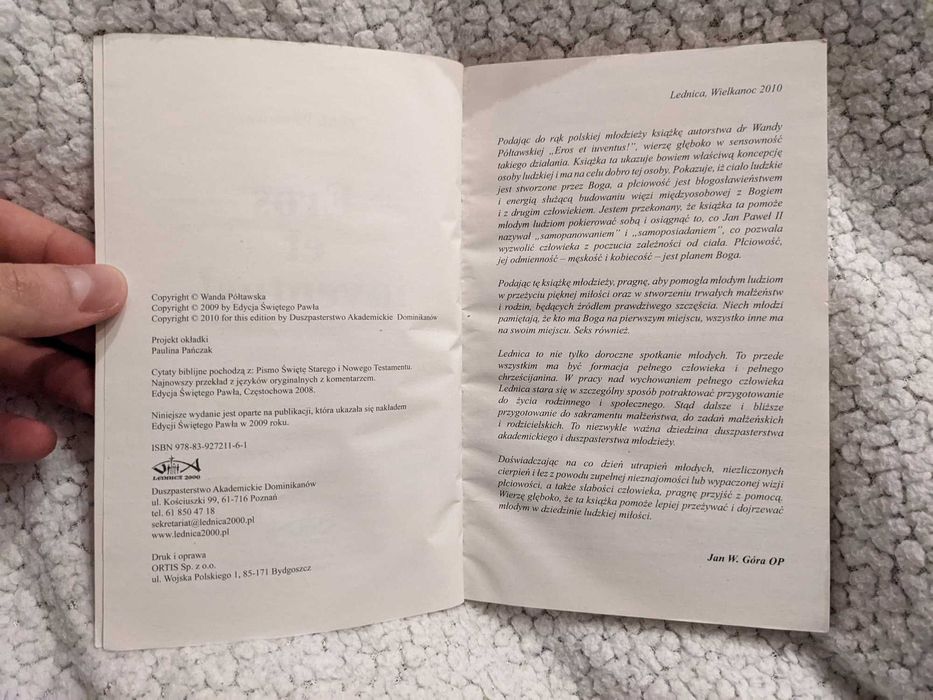 Copyright © Wanda Półtawska
Copyright © 2009 by Edycja Świętego Pawła
Copyright © 2010 for this edition by Duszpasterstwo Akademickie Dominikanów
Projekt okładki
Paulina Pańczak
Cytaty biblijne pochodzą z: Pismo Święte Starego i Nowego Testamentu.
Najnowszy przekład z języków oryginalnych z komentarzem.
Edycja Świętego Pawła, Częstochowa 2008.
Niniejsze wydanie jest oparte na publikacji, która ukazała się nakładem
Edycji Świętego Pawła w 2009 roku.
ISBN 978-83-927211-6-1
LEDNICA 2000
Duszpasterstwo Akademickie Dominikanów
ul. Kościuszki 99, 61-716 Poznań
tel. 61 850 47 18
sekretariat@lednica2000.pl
www.lednica2000.pl
Druk i oprawa
ORTIS Sp. z o.o.
ul. Wojska Polskiego 1, 85-171 Bydgoszcz
Lednica, Wielkanoc 2010
Podając do rąk polskiej młodzieży książkę autorstwa dr Wandy
Półtawskiej „Eros et iuventus!”, wierzę głęboko w sensowność
takiego działania. Książka ta ukazuje bowiem właściwą koncepcję
osoby ludzkiej i ma na celu dobro tej osoby. Pokazuje, iż ciało ludzkie
jest stworzone przez Boga, a płciowość jest błogosławieństwem
i energią służącą budowaniu więzi międzyosobowej z Bogiem
i z drugim człowiekiem. Jestem przekonany, że książka ta pomoże
młodym ludziom pokierować sobą i osiągnąć to, co Jan Paweł II
nazywał „samopanowaniem” i „samoposiadaniem”, co pozwala
wyzwolić człowieka z poczucia zależności od ciała. Płciowość,
jej odmienność – męskość i kobiecość – jest planem Boga.
Podając tę książkę młodzieży, pragnę, aby pomogła młodym ludziom
w przeżyciu pięknej miłości oraz w stworzeniu trwałych małżeństw
i rodzin, będących źródłem prawdziwego szczęścia. Niech młodzi
pamiętają, że kto ma Boga na pierwszym miejscu, wszystko inne ma
na swoim miejscu. Seks również.
Lednica to nie tylko doroczne spotkanie młodych. To przede
wszystkim ma być formacja pełnego człowieka i pełnego
chrześcijanina. W pracy nad wychowaniem pełnego człowieka
Lednica stara się w szczególny sposób potraktować przygotowanie
do życia rodzinnego i społecznego. Stąd dalsze i bliższe
przygotowanie do sakramentu małżeństwa, do zadań małżeńskich
i rodzicielskich. To niezwykle ważna dziedzina duszpasterstwa
akademickiego i duszpasterstwa młodzieży.
Doświadczając na co dzień utrapień młodych, niezliczonych
cierpień i łez z powodu zupełnej nieznajomości lub wypaczonej wizji
płciowości, a także słabości człowieka, pragnę przyjść z pomocą.
Wierzę głęboko, że ta książka pomoże lepiej przeżywać i dojrzewać
młodym w dziedzinie ludzkiej miłości.
Jan W. Góra OP